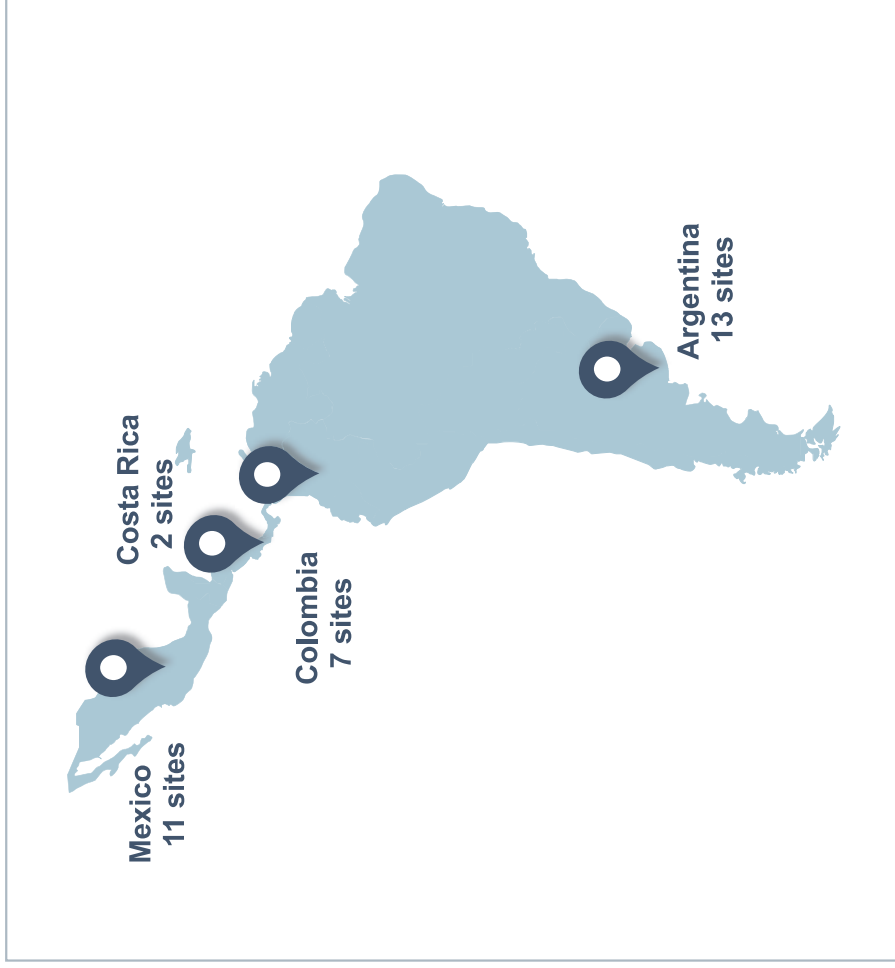 Mexico
11 sites
Costa Rica
2 sites
Colombia
7 sites
Argentina
13 sites